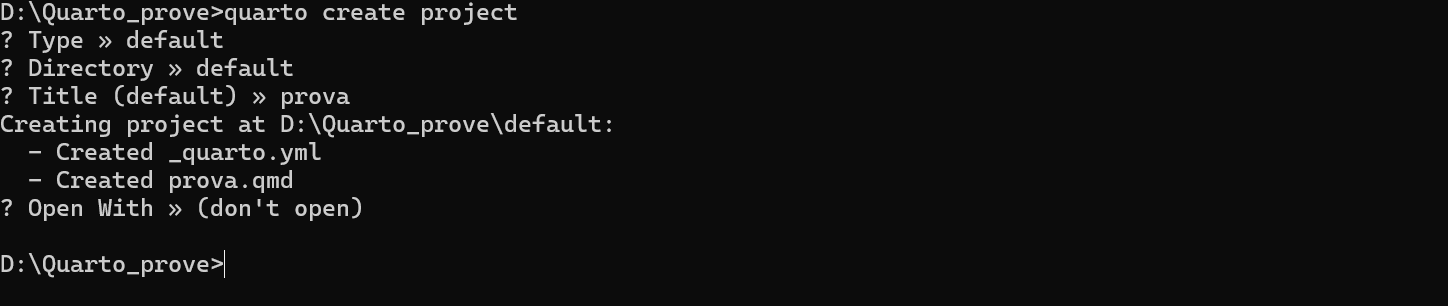 D:\Quarto_prove>quarto create project
? Type » default
? Directory » default
? Title (default) » prova
Creating project at D:\Quarto_prove\default:
  - Created _quarto.yml
  - Created prova.qmd
? Open With » (don't open)
D:\Quarto_prove>